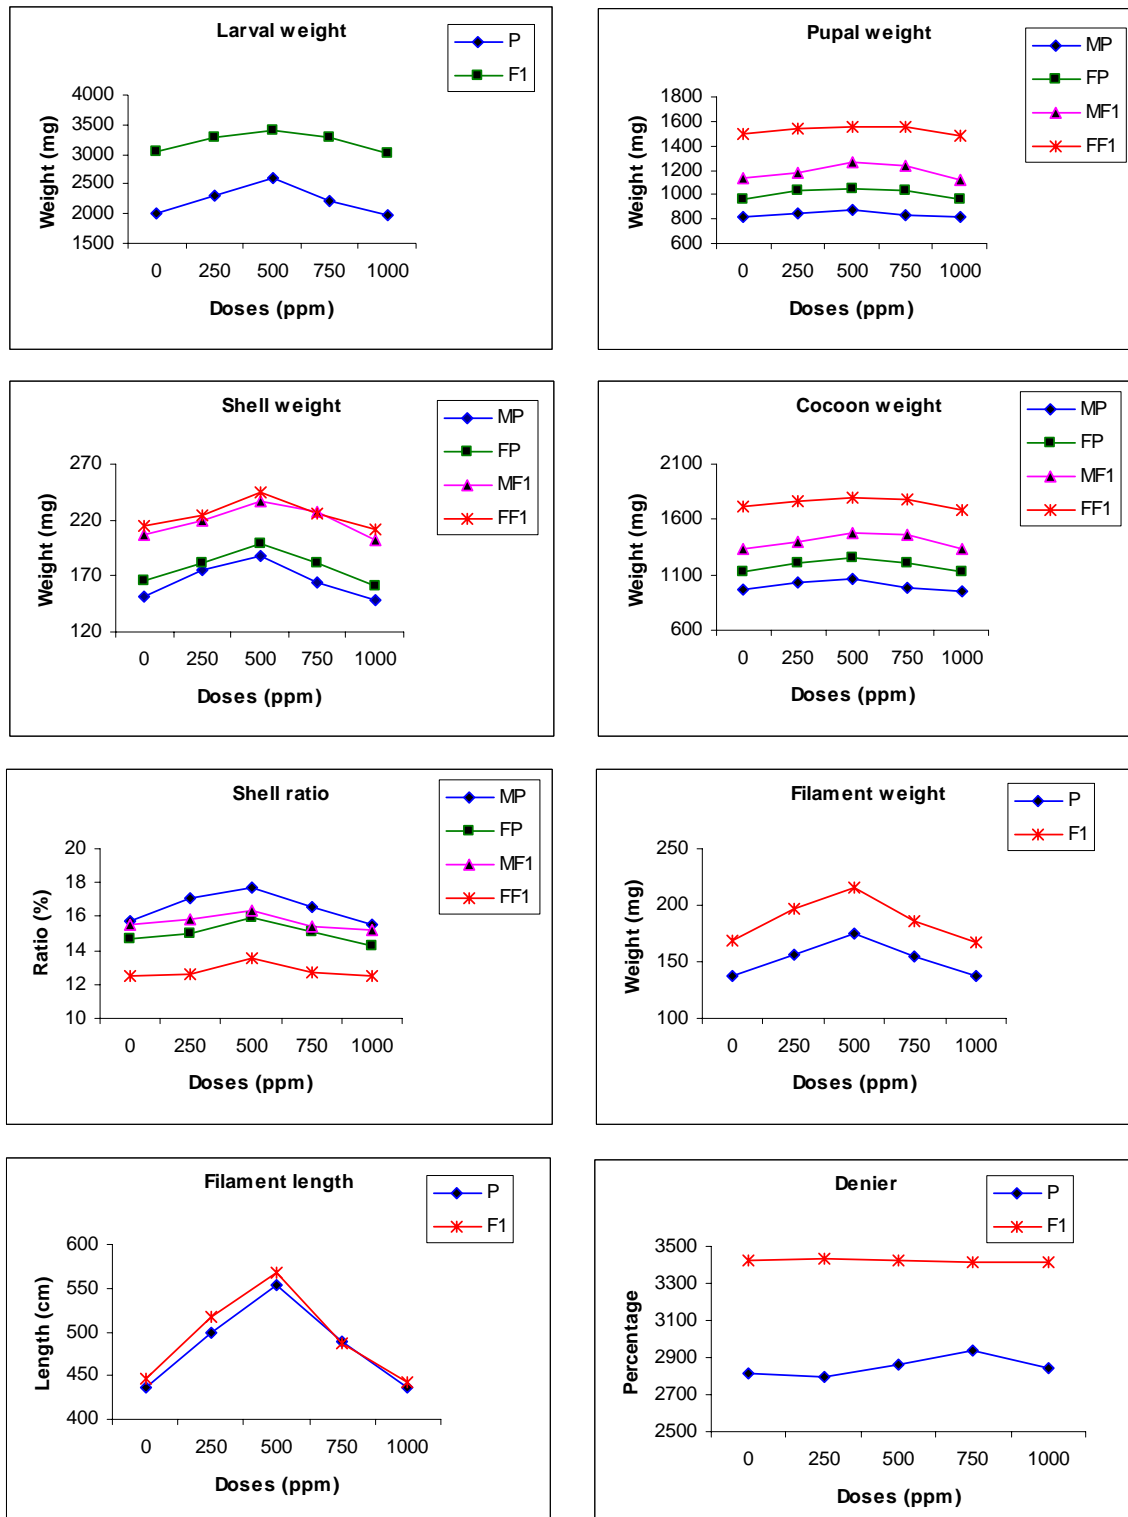 Larval weight
P
F1
4000
3500
3000
2500
2000
1500
Weight (mg)
0 250 500 750 1000
Doses (ppm)
Pupal weight
MP
FP
MF1
FF1
1800
1600
1400
1200
1000
800
600
Weight (mg)
0 250 500 750 1000
Doses (ppm)
Shell weight
MP
FP
MF1
FF1
270
220
170
120
Weight (mg)
0 250 500 750 1000
Doses (ppm)
Cocoon weight
MP
FP
MF1
FF1
2100
1600
1100
600
Weight (mg)
0 250 500 750 1000
Doses (ppm)
Shell ratio
MP
FP
MF1
FF1
20
18
16
14
12
10
Ratio (%)
0 250 500 750 1000
Doses (ppm)
Filament weight
P
F1
250
200
150
100
Weight (mg)
0 250 500 750 1000
Doses (ppm)
Filament length
P
F1
600
550
500
450
400
Length (cm)
0 250 500 750 1000
Doses (ppm)
Denier
P
F1
3500
3300
3100
2900
2700
2500
Percentage
0 250 500 750 1000
Doses (ppm)